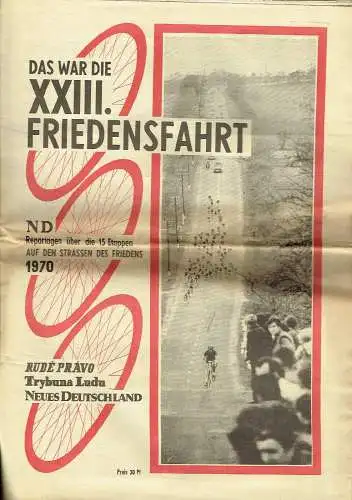 DAS WAR DIE
XXIII.
FRIEDENSFAHRT
ND
Reportagen über die 15 Etappen
AUF DEN STRASSEN DES FRIEDENS
1970
RUDÉ PRÁVO
Trybuna Ludu
NEUES DEUTSCHLAND
Preis 30 Pf